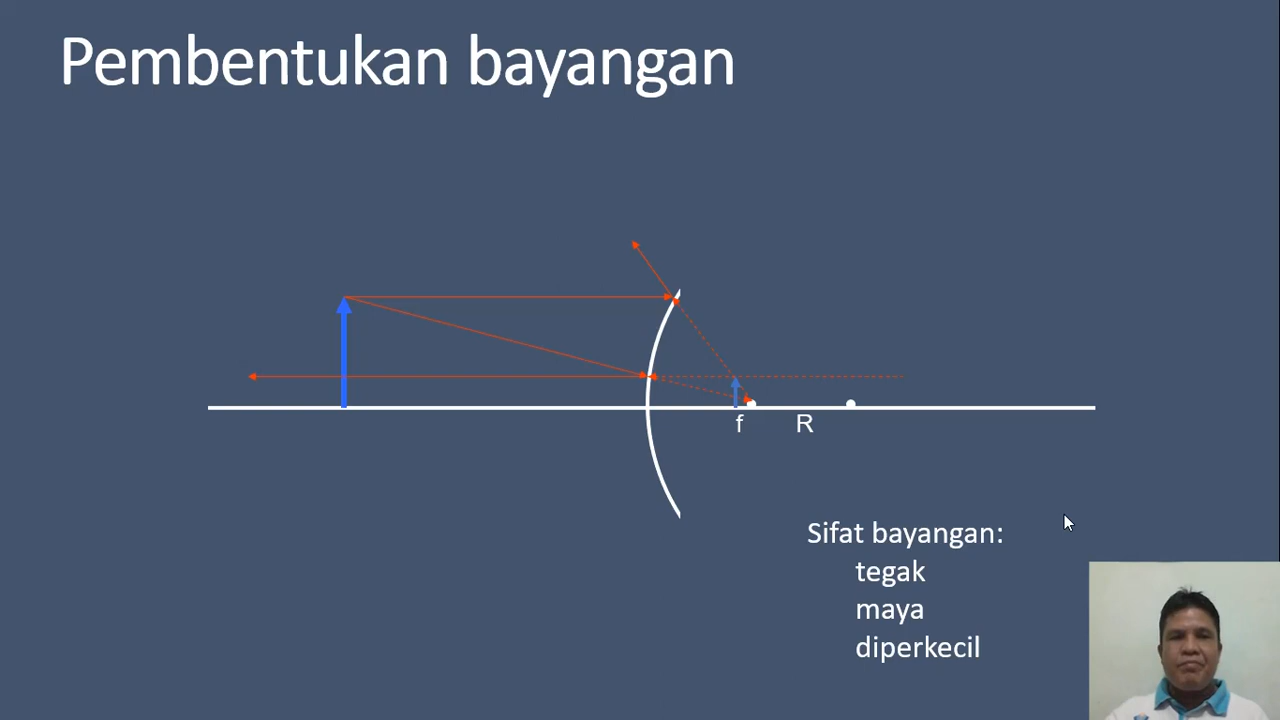 Pembentukan bayangan
f
R
Sifat bayangan:
tegak
maya
diperkecil